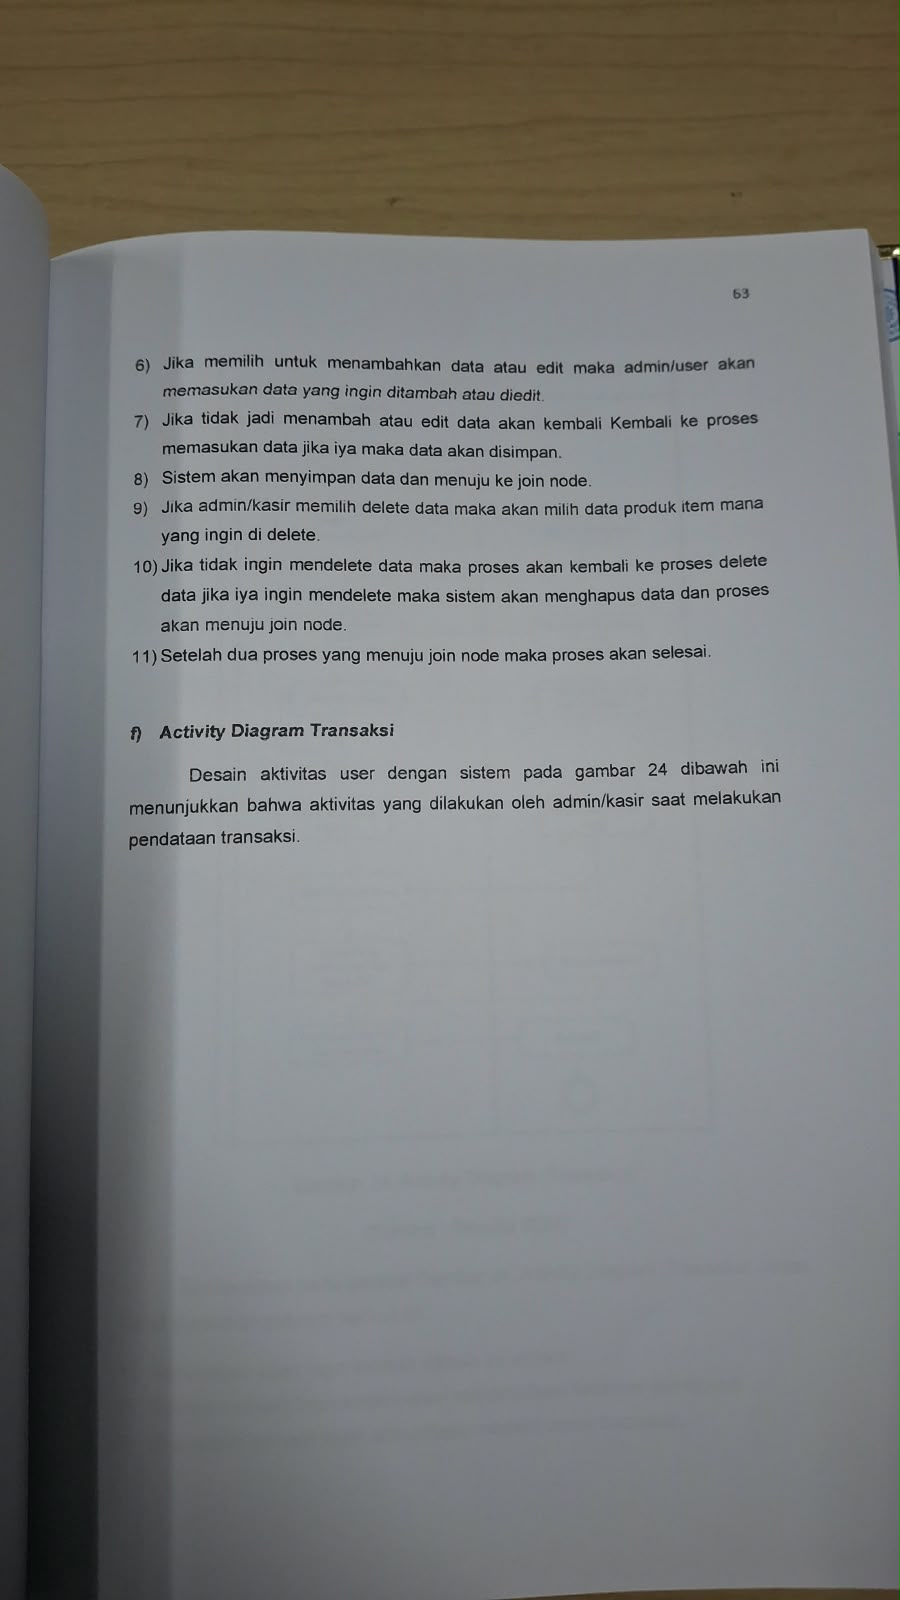 63
6) Jika memilih untuk menambahkan data atau edit maka admin/user akan
memasukan data yang ingin ditambah atau diedit.
7) Jika tidak jadi menambah atau edit data akan kembali Kembali ke proses
memasukan data jika iya maka data akan disimpan.
8) Sistem akan menyimpan data dan menuju ke join node.
9) Jika admin/kasir memilih delete data maka akan milih data produk item mana
yang ingin di delete.
10) Jika tidak ingin mendelete data maka proses akan kembali ke proses delete
data jika iya ingin mendelete maka sistem akan menghapus data dan proses
akan menuju join node.
11) Setelah dua proses yang menuju join node maka proses akan selesai.
f) Activity Diagram Transaksi
Desain aktivitas user dengan sistem pada gambar 24 dibawah ini
menunjukkan bahwa aktivitas yang dilakukan oleh admin/kasir saat melakukan
pendataan transaksi.